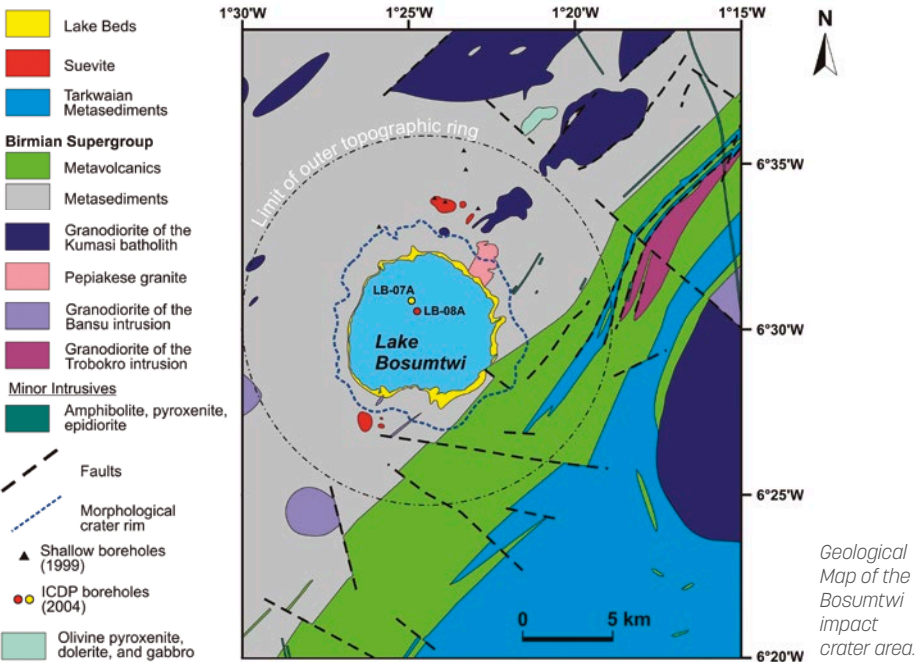 Lake Beds
Suevite
Tarkwaian
Metasediments
Birmian Supergroup
Metavolcanics
Metasediments
Granodiorite of the
Kumasi batholith
Pepiakese granite
Granodiorite of the
Bansu intrusion
Granodiorite of the
Trobokro intrusion
Minor Intrusives
Amphibolite, pyroxenite,
epidiorite
Faults
Morphological
crater rim
Shallow boreholes
(1999)
ICDP boreholes
(2004)
Olivine pyroxenite,
dolerite, and gabbro
1°30'W
1°25'W
1°20'W
1°15'W
N
Limit of outer topographic ring
6°35'W
LB-07A
LB-08A
6°30'W
Lake
Bosumtwi
6°25'W
0 5 km
6°20'W
Geological
Map of the
Bosumtwi
impact
crater area.